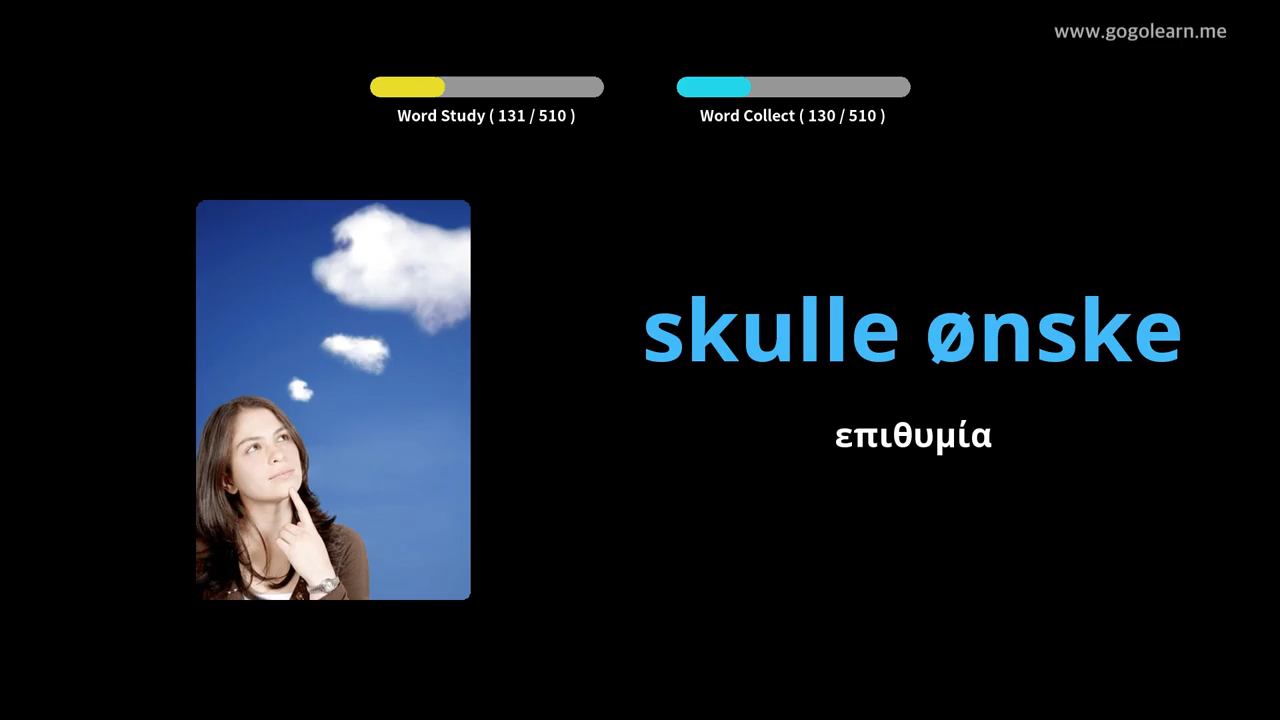 www.gogolearn.me
Word Study ( 131 / 510 )
Word Collect ( 130 / 510 )
skulle ønske
επιθυμία